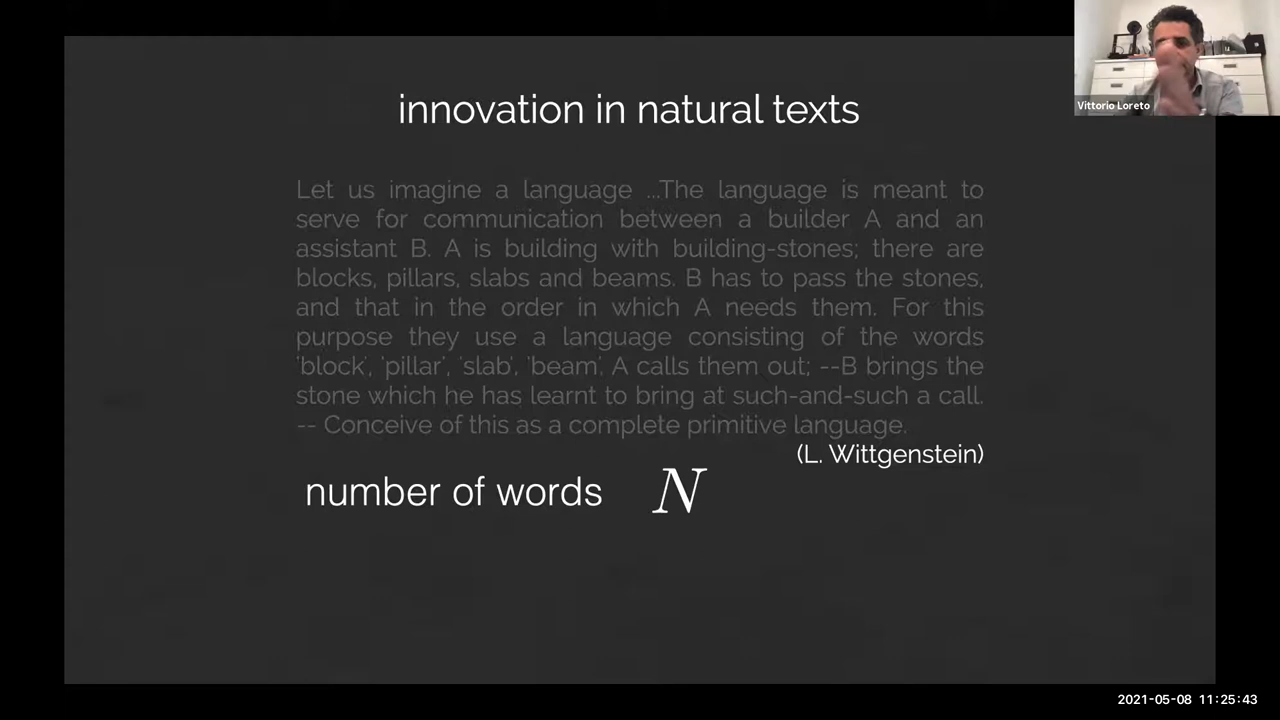 Vittorio Loreto
innovation in natural texts
Let us imagine a language ...The language is meant to
serve for communication between a builder A and an
assistant B. A is building with building-stones; there are
blocks, pillars, slabs and beams. B has to pass the stones,
and that in the order in which A needs them. For this
purpose they use a language consisting of the words
'block', 'pillar', 'slab', 'beam'. A calls them out; --B brings the
stone which he has learnt to bring at such-and-such a call.
-- Conceive of this as a complete primitive language.
(L. Wittgenstein)
number of words N
2021-05-08 11:25:43